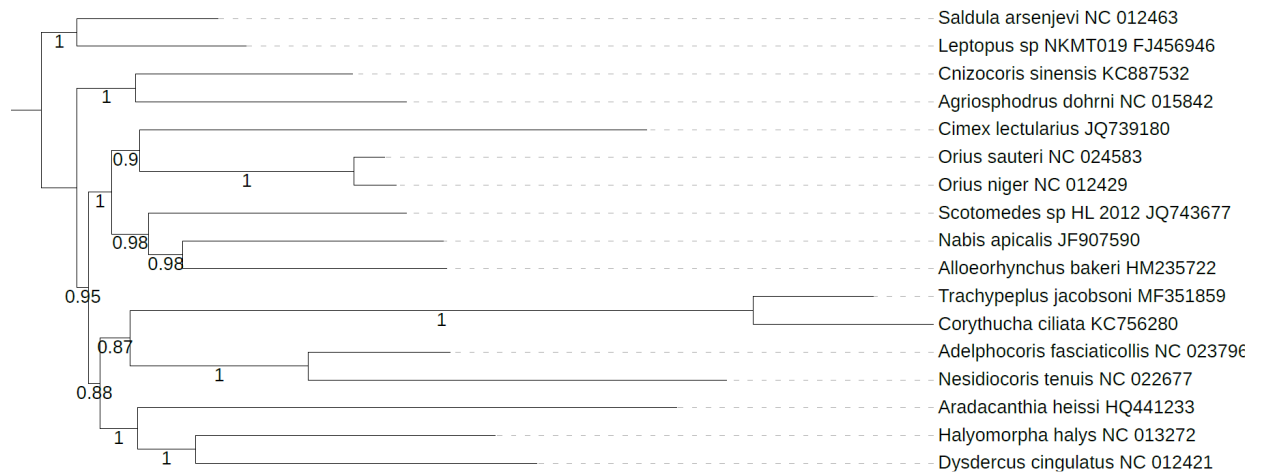 Saldula arsenjevi NC 012463
1
Leptopus sp NKMT019 FJ456946
Cnizocoris sinensis KC887532
1
Agriosphodrus dohrni NC 015842
Cimex lectularius JQ739180
0.9
Orius sauteri NC 024583
1
Orius niger NC 012429
1
Scotomedes sp HL 2012 JQ743677
0.98
Nabis apicalis JF907590
0.98
Alloeorhynchus bakeri HM235722
0.95
Trachypeplus jacobsoni MF351859
1
Corythucha ciliata KC756280
0.87
Adelphocoris fasciaticollis NC 023796
1
Nesidiocoris tenuis NC 022677
0.88
Aradacanthia heissi HQ441233
1
Halyomorpha halys NC 013272
1
Dysdercus cingulatus NC 012421